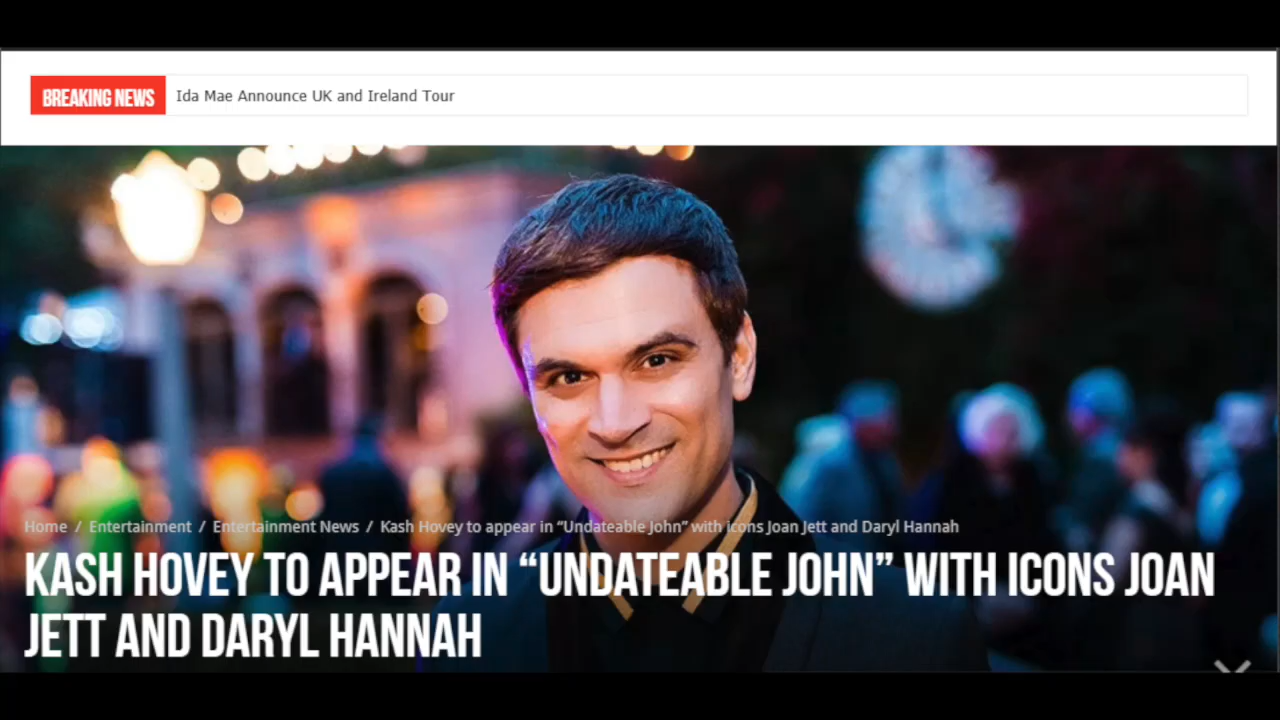 BREAKING NEWS Ida Mae Announce UK and Ireland Tour
Home / Entertainment / Entertainment News / Kash Hovey to appear in “Undateable John” with icons Joan Jett and Daryl Hannah
KASH HOVEY TO APPEAR IN “UNDATEABLE JOHN” WITH ICONS JOAN
JETT AND DARYL HANNAH